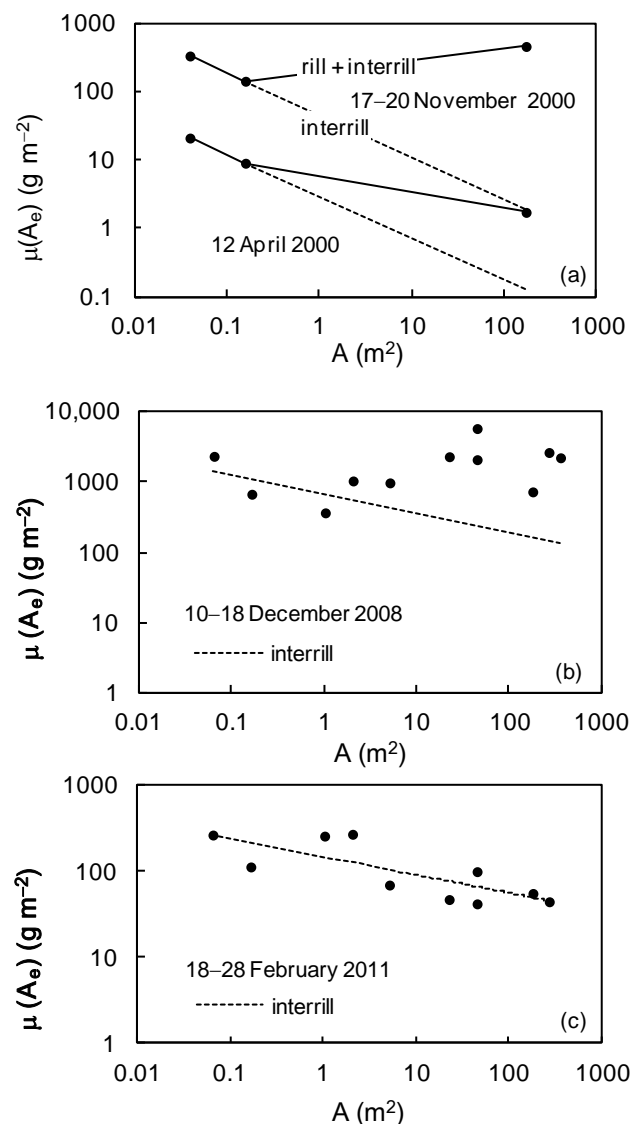 1000
100
10
1
0.1
μ(Aₑ) (g m⁻²)
rill + interrill
17–20 November 2000
interrill
12 April 2000
(a)
0.01 0.1 1 10 100 1000
A (m²)
10,000
1000
100
10
1
μ (Aₑ) (g m⁻²)
10–18 December 2008
interrill
(b)
0.01 0.1 1 10 100 1000
A (m²)
1000
100
10
1
μ (Aₑ) (g m⁻²)
18–28 February 2011
interrill
(c)
0.01 0.1 1 10 100 1000
A (m²)